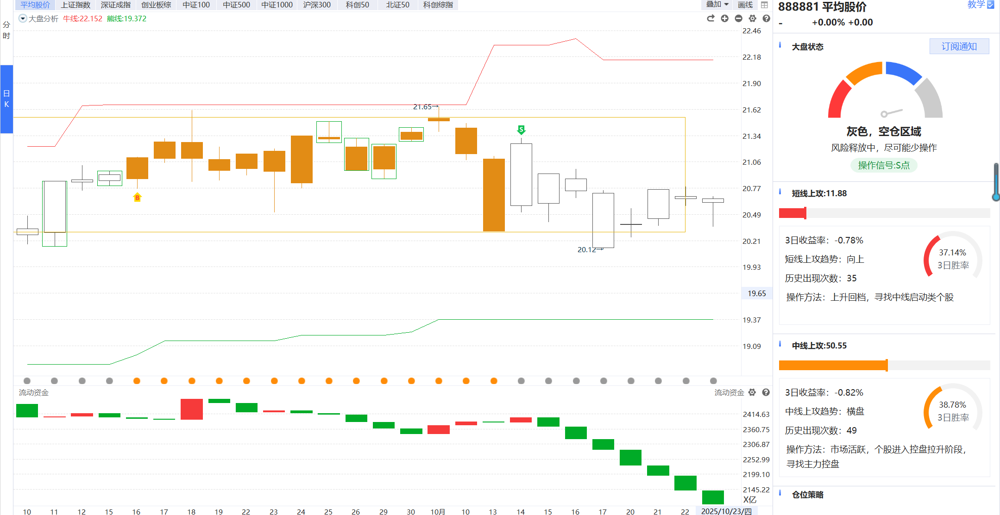 平均股价 上证指数 深证成指 创业板综 中证100 中证500 中证1000 沪深300 科创50 北证50 科创综指 叠加 画线
大盘分析 牛线:22.152 熊线:19.372
分时
日K
22.46
22.18
21.90
21.62
21.34
21.06
20.77
20.49
20.21
19.93
19.65
19.37
19.09
21.65→
S
B
20.12→
流动资金 流动资金
2414.63
2360.75
2306.87
2252.99
2199.10
2145.22
X亿
10 11 12 15 16 17 18 19 22 23 24 25 26 29 30 10月 10 13 14 15 16 17 20 21 22 2025/10/23/四
888881 平均股价 教学
- +0.00% +0.00
大盘状态 订阅通知
灰色，空仓区域
风险释放中，尽可能少操作
操作信号:S点
短线上攻:11.88
3日收益率：-0.78%
短线上攻趋势：向上
历史出现次数：35
操作方法：上升回档，寻找中线启动类个股
37.14%
3日胜率
中线上攻:50.55
3日收益率：-0.82%
中线上攻趋势：横盘
历史出现次数：49
操作方法：市场活跃，个股进入控盘拉升阶段，
寻找主力控盘
38.78%
3日胜率
仓位策略